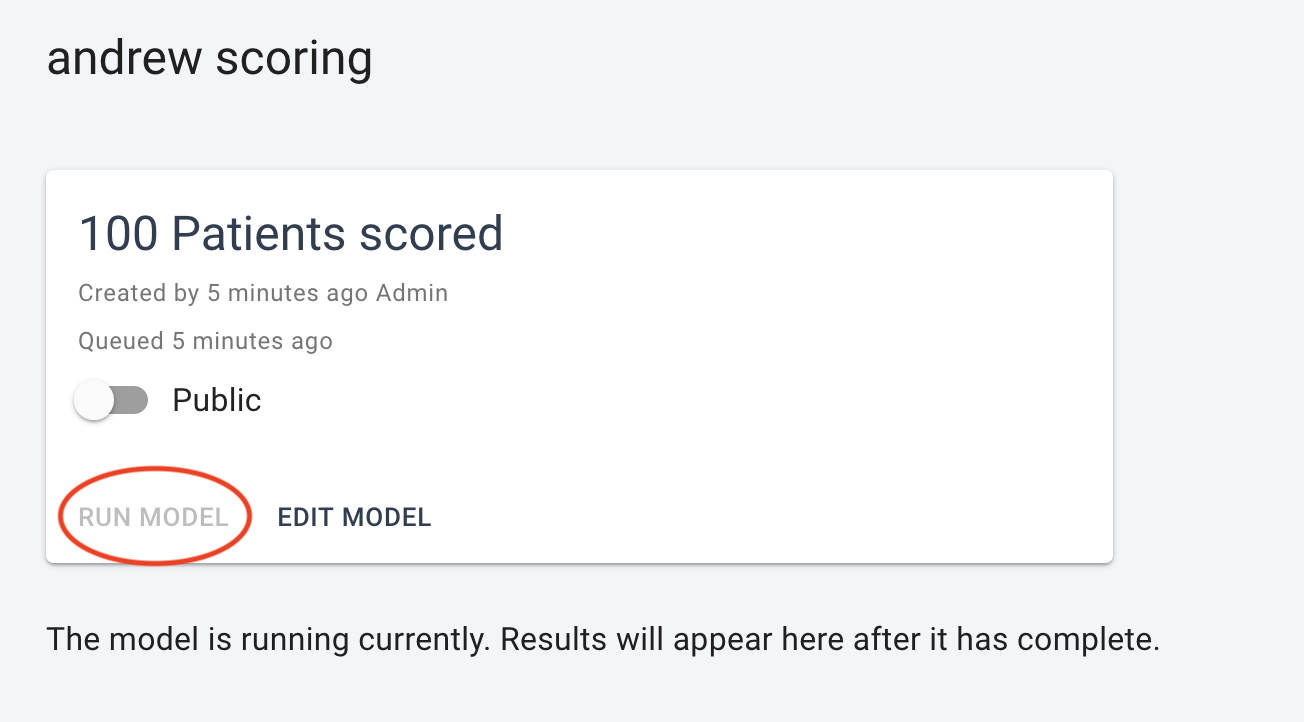 andrew scoring
100 Patients scored
Created by 5 minutes ago Admin
Queued 5 minutes ago
Public
RUN MODEL EDIT MODEL
The model is running currently. Results will appear here after it has complete.